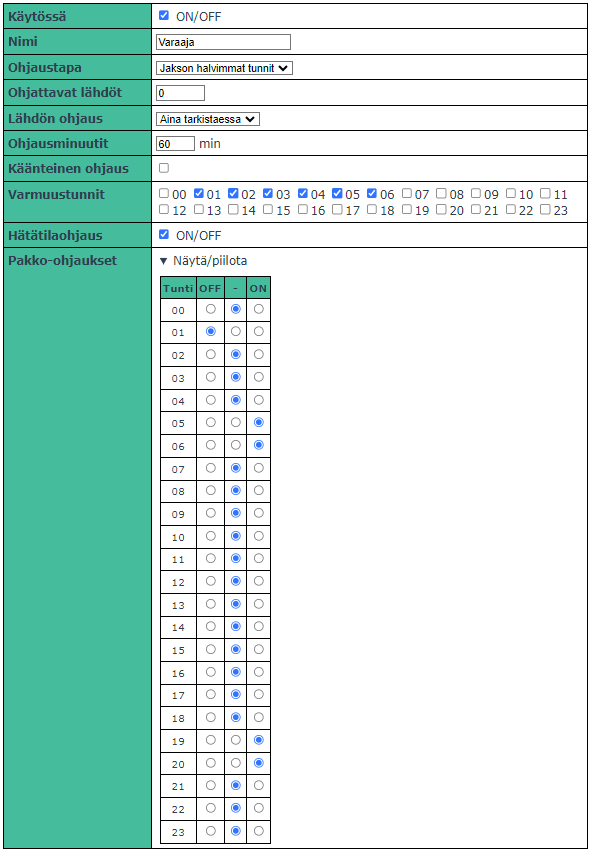 Käytössä ON/OFF
Nimi Varaaja
Ohjaustapa Jakson halvimmat tunnit
Ohjattavat lähdöt 0
Lähdön ohjaus Aina tarkistaessa
Ohjausminuutit 60 min
Käänteinen ohjaus
Varmuustunnit 00 01 02 03 04 05 06 07 08 09 10 11
12 13 14 15 16 17 18 19 20 21 22 23
Hätätilaohjaus ON/OFF
Pakko-ohjaukset ▼ Näytä/piilota
Tunti OFF - ON
00
01
02
03
04
05
06
07
08
09
10
11
12
13
14
15
16
17
18
19
20
21
22
23